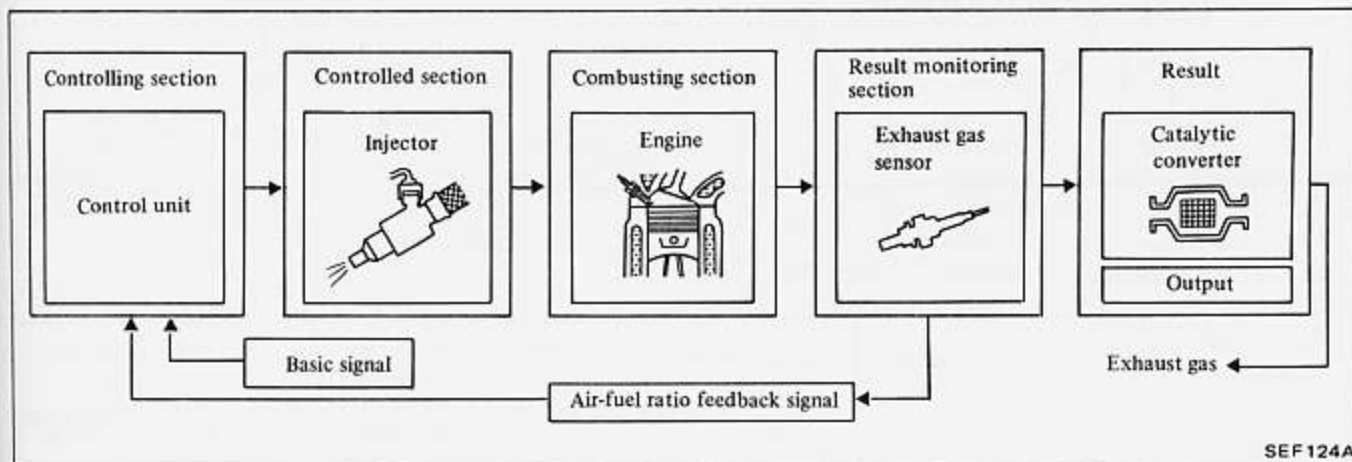 Controlling section
Control unit
Controlled section
Injector
Combusting section
Engine
Result monitoring
section
Exhaust gas
sensor
Result
Catalytic
converter
Output
Basic signal
Air-fuel ratio feedback signal
Exhaust gas
SEF124A